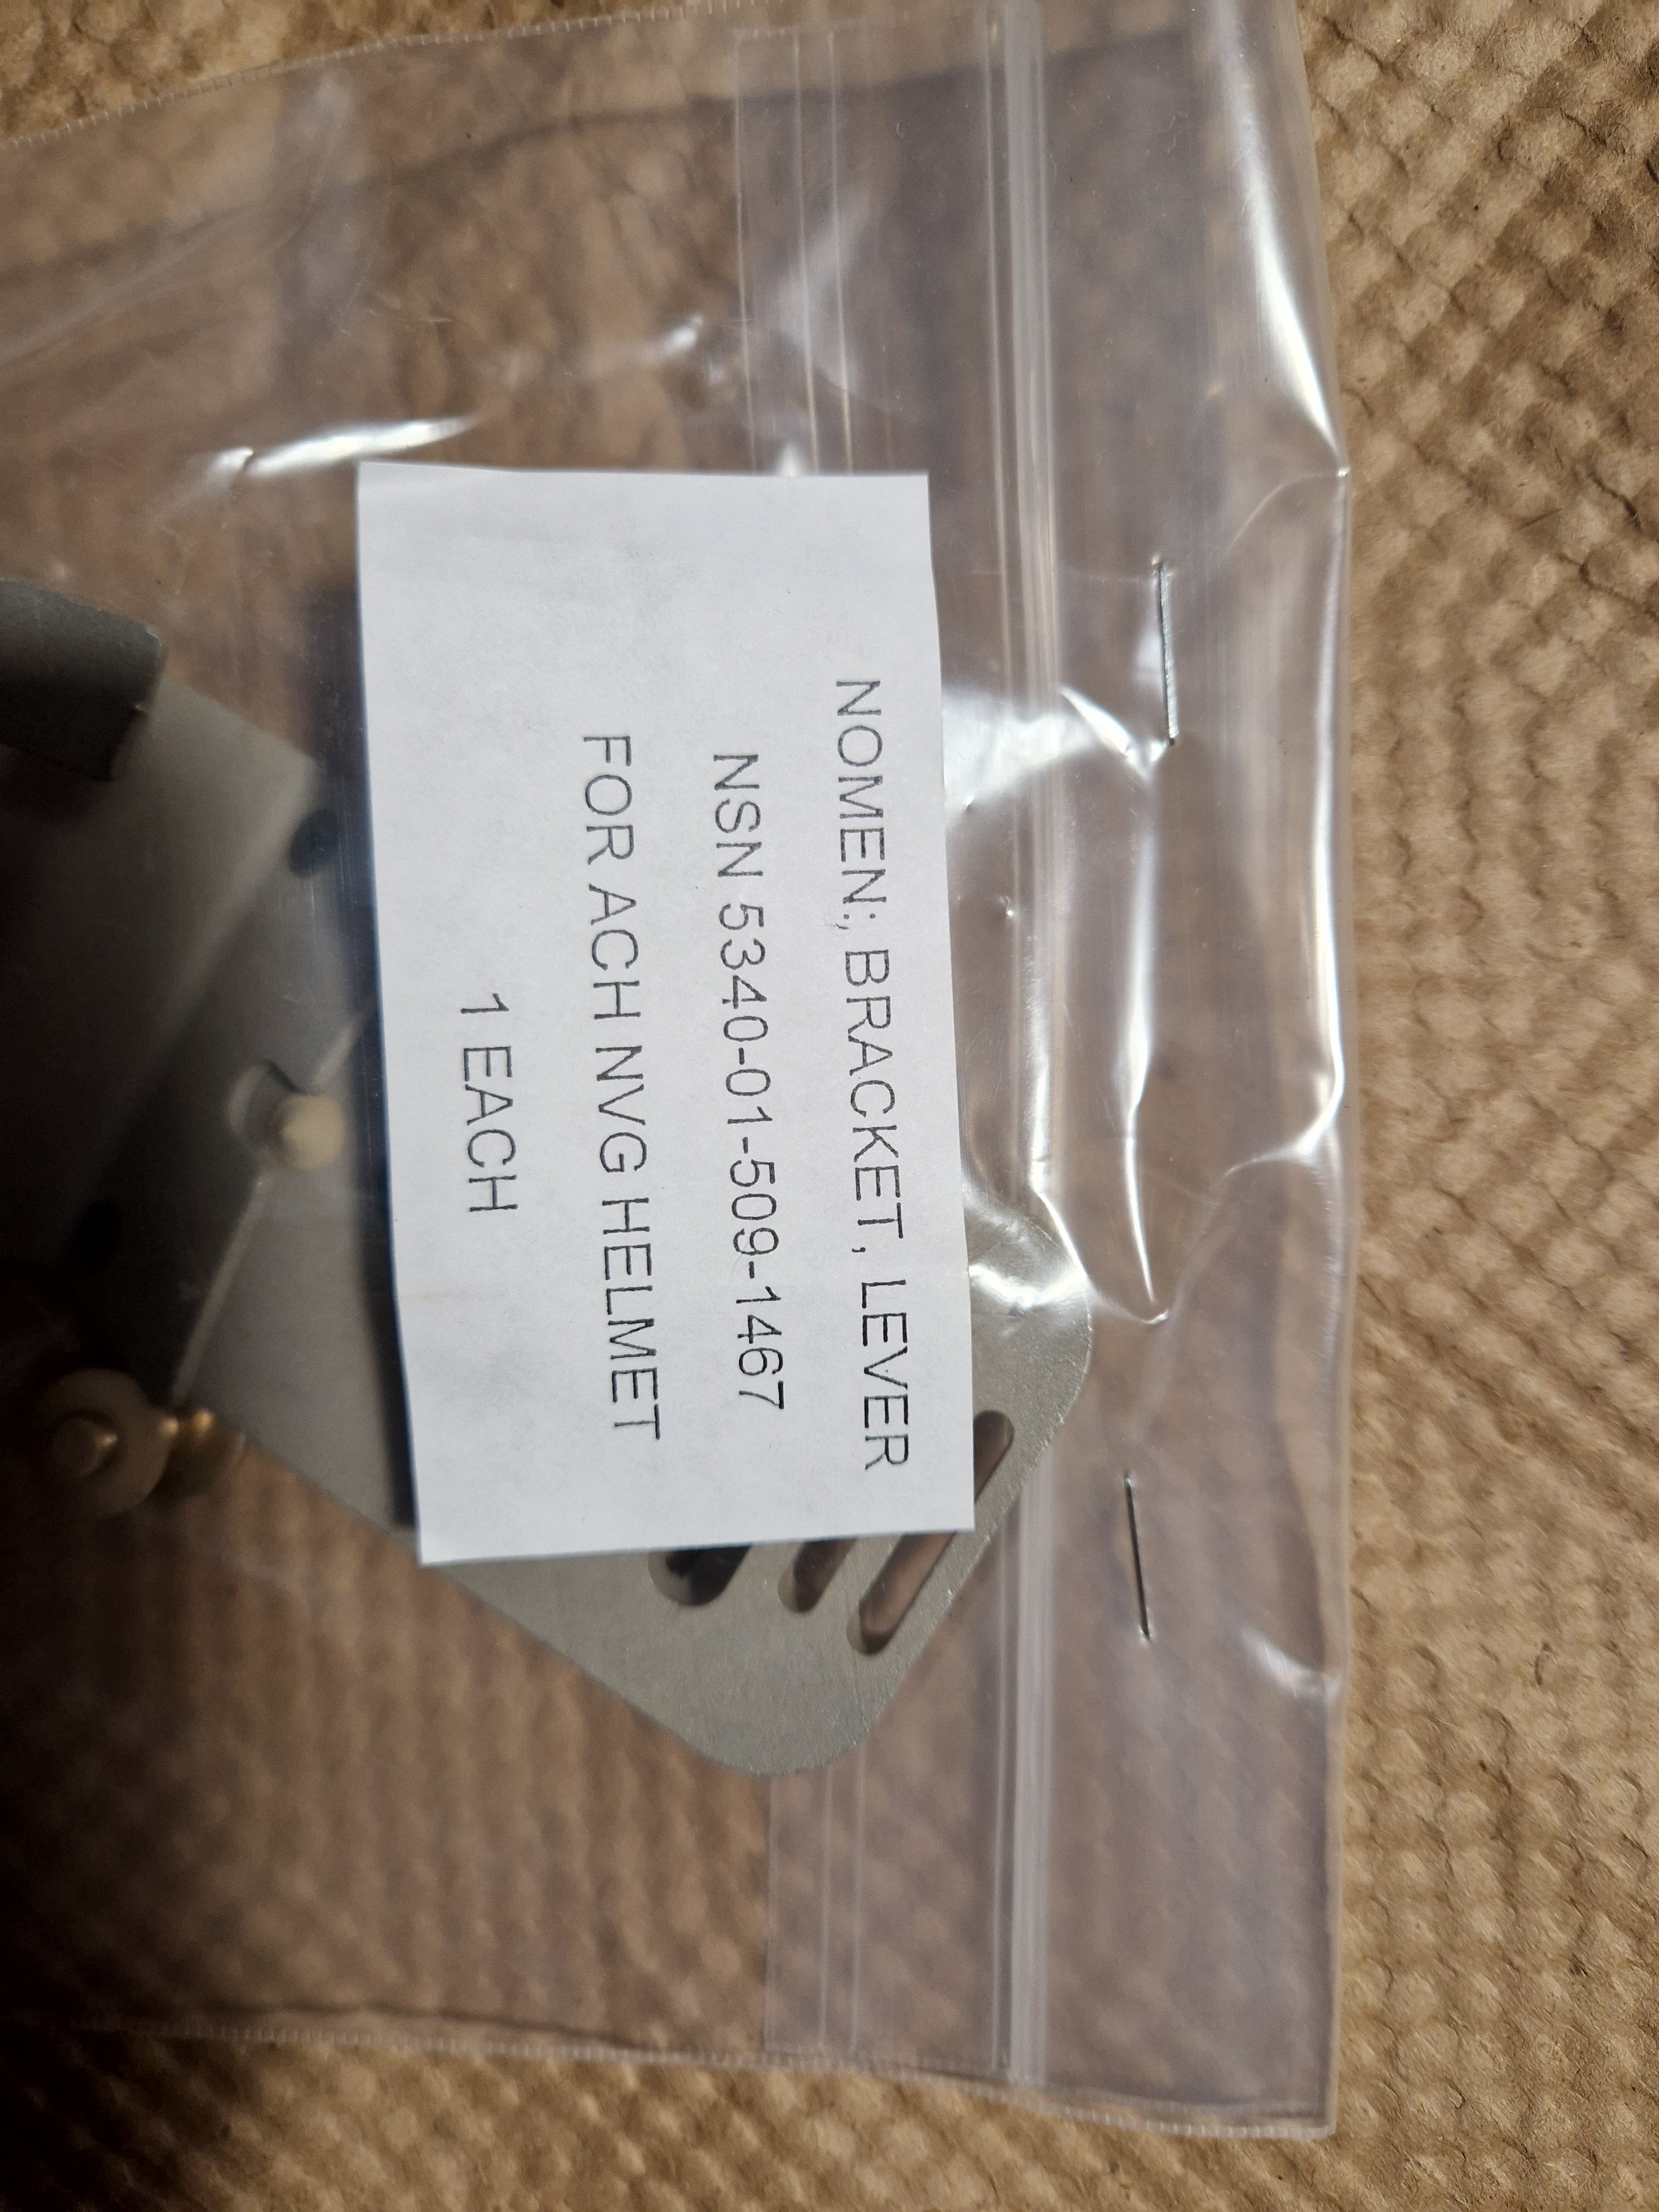 NOMEN:, BRACKET, LEVER
NSN 5340-01-509-1467
FOR ACH NVG HELMET
1 EACH